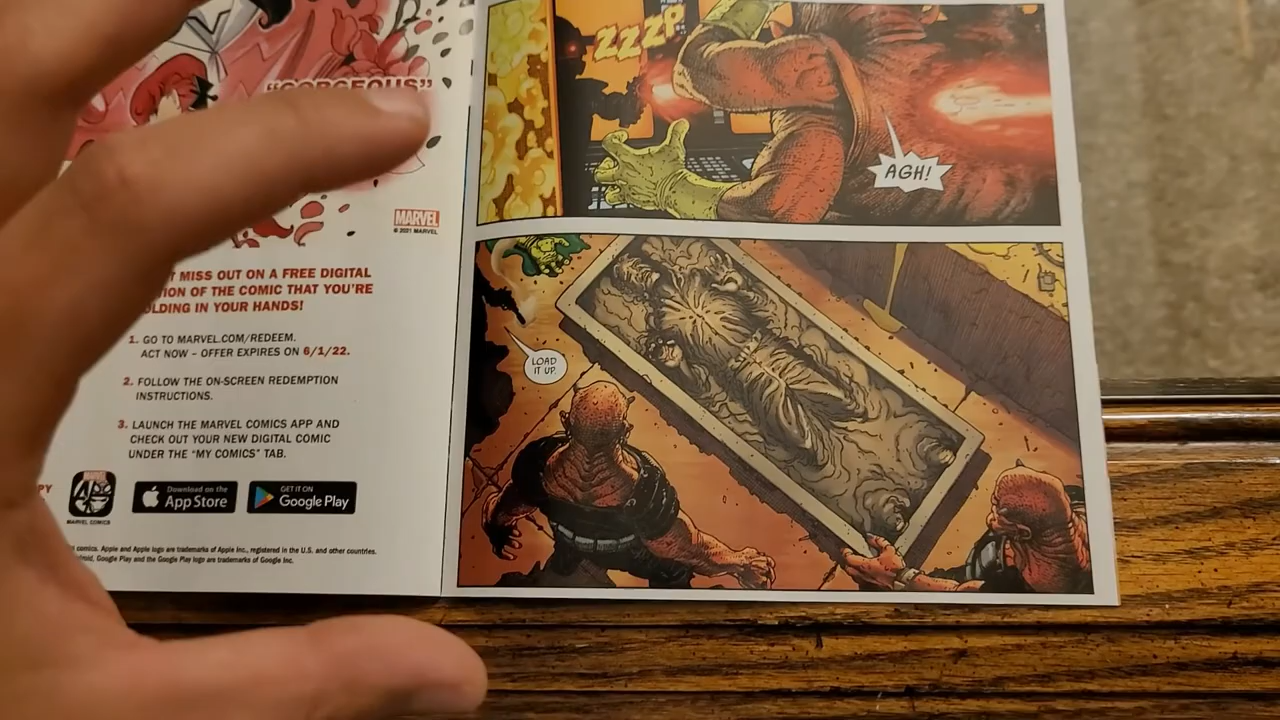 "GORGEOUS"
MARVEL
© 2021 MARVEL
MISS OUT ON A FREE DIGITAL
OF THE COMIC THAT YOU'RE
IN YOUR HANDS!
1. GO TO MARVEL.COM/REDEEM.
ACT NOW – OFFER EXPIRES ON 6/1/22.
2. FOLLOW THE ON-SCREEN REDEMPTION
INSTRUCTIONS.
3. LAUNCH THE MARVEL COMICS APP AND
CHECK OUT YOUR NEW DIGITAL COMIC
UNDER THE "MY COMICS" TAB.
MARVEL COMICS
Download on the
App Store
GET IT ON
Google Play
comics. Apple and Apple logo are trademarks of Apple Inc., registered in the U.S. and other countries.
Google Play and the Google Play logo are trademarks of Google Inc.
ZZZP
AGH!
LOAD
IT UP.